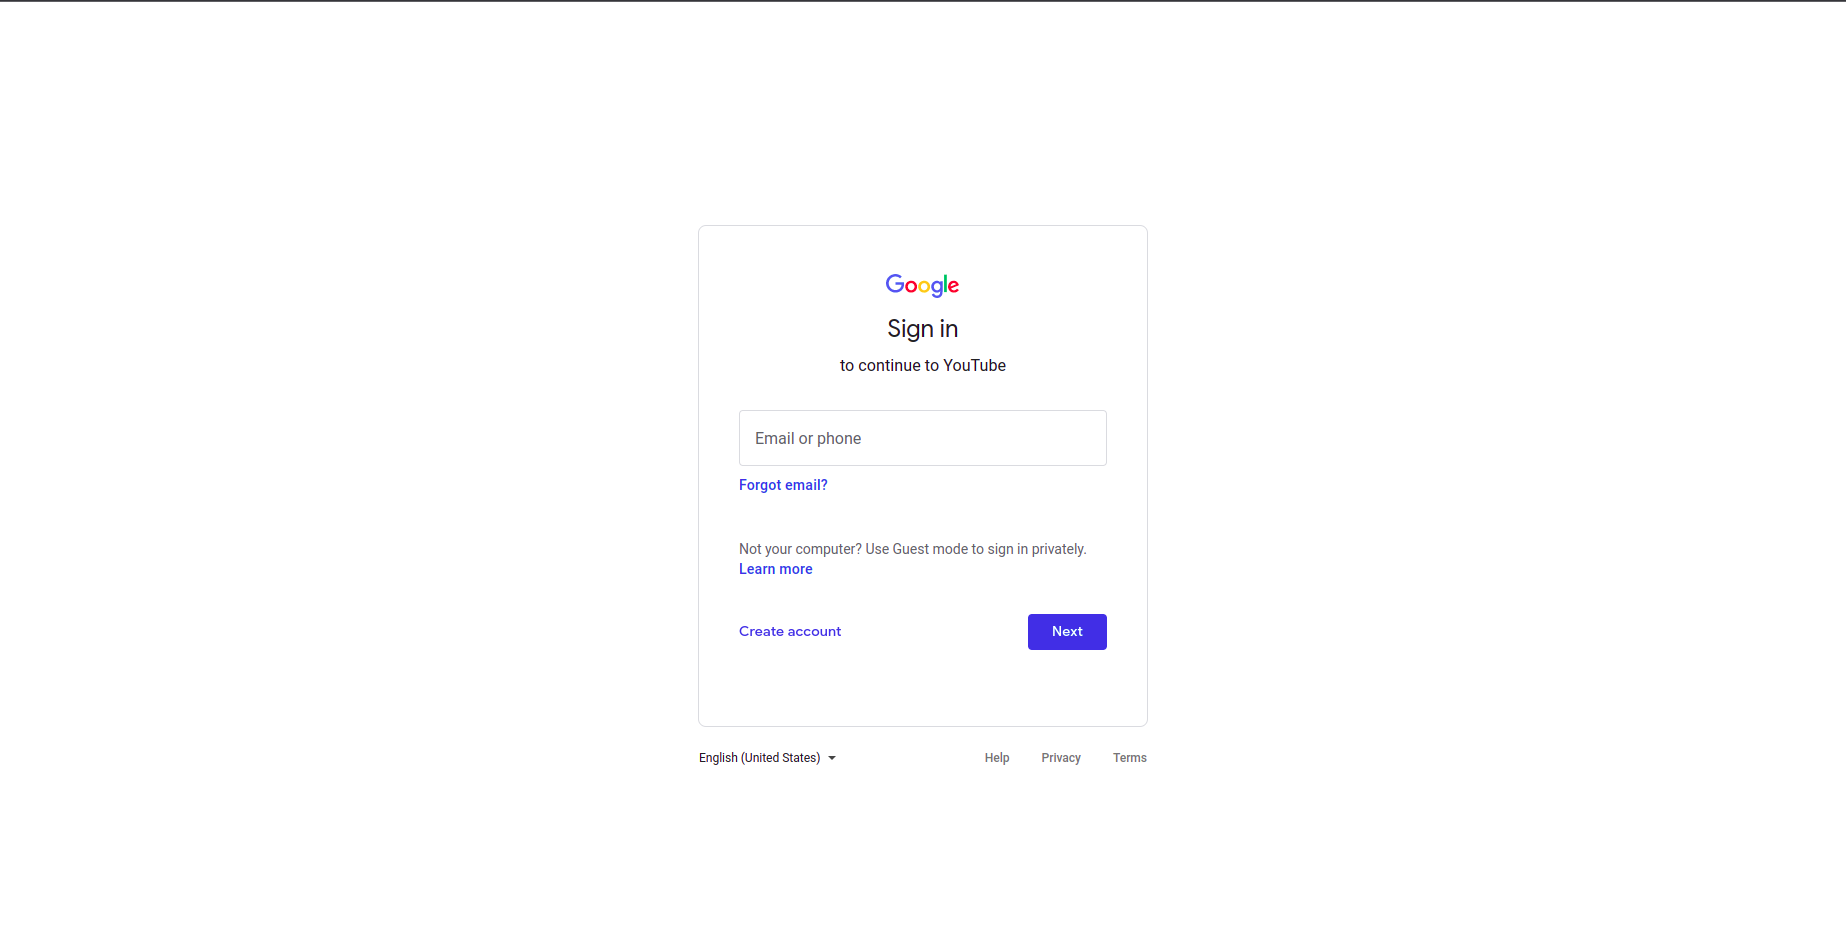 Google
Sign in
to continue to YouTube
Email or phone
Forgot email?
Not your computer? Use Guest mode to sign in privately.
Learn more
Create account
Next
English (United States)
Help
Privacy
Terms